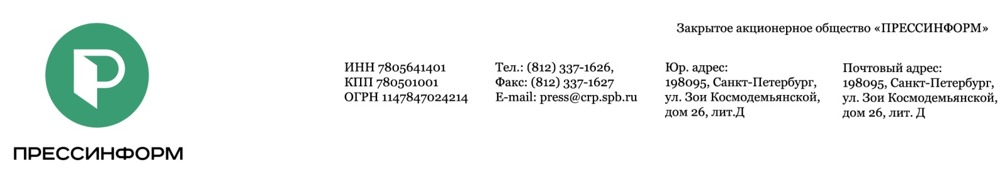 Закрытое акционерное общество «ПРЕССИНФОРМ»
ИНН 7805641401
КПП 780501001
ОГРН 1147847024214
Тел.: (812) 337-1626,
Факс: (812) 337-1627
E-mail: press@crp.spb.ru
Юр. адрес:
198095, Санкт-Петербург,
ул. Зои Космодемьянской,
дом 26, лит.Д
Почтовый адрес:
198095, Санкт-Петербург,
ул. Зои Космодемьянской,
дом 26, лит. Д
ПРЕССИНФОРМ